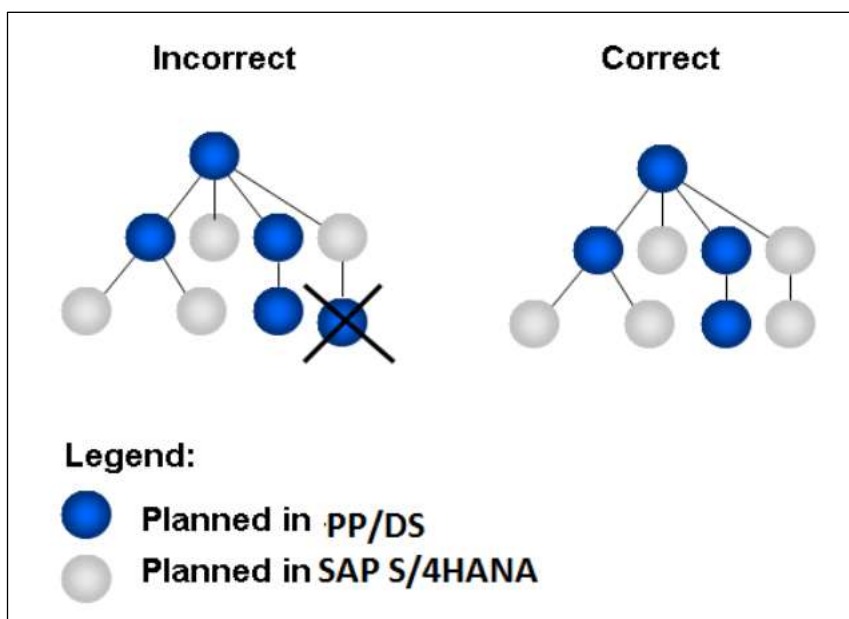 Incorrect Correct
Legend:
Planned in PP/DS
Planned in SAP S/4HANA